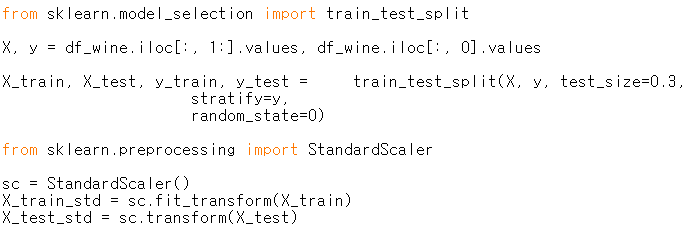 from sklearn.model_selection import train_test_split

X, y = df_wine.iloc[:, 1:].values, df_wine.iloc[:, 0].values

X_train, X_test, y_train, y_test =     train_test_split(X, y, test_size=0.3,
                         stratify=y,
                         random_state=0)

from sklearn.preprocessing import StandardScaler

sc = StandardScaler()
X_train_std = sc.fit_transform(X_train)
X_test_std = sc.transform(X_test)